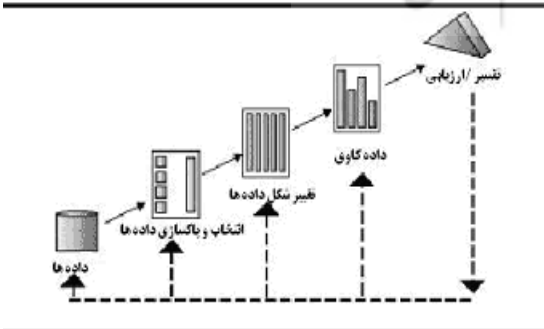 تفسیر /ارزیابی
داده کاوی
تغییر شکل داده‌ها
انتخاب و پاکسازی داده‌ها
داده‌ها